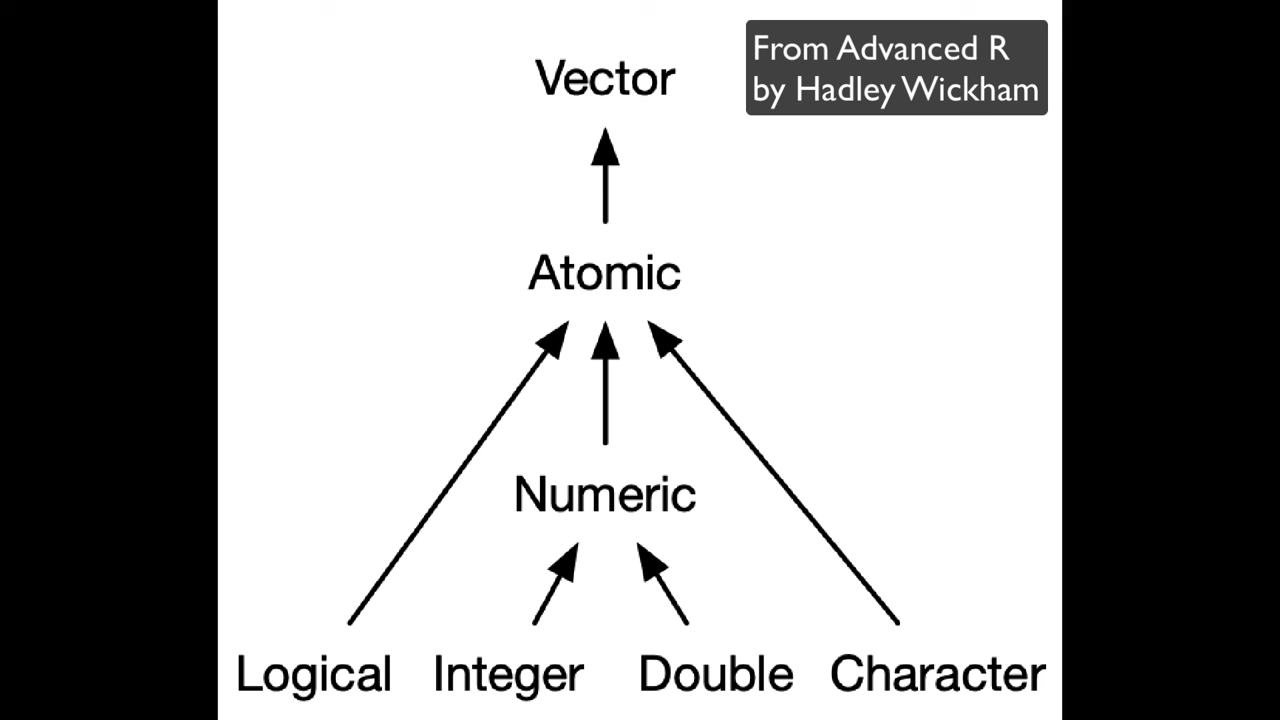 Vector
From Advanced R
by Hadley Wickham
Atomic
Numeric
Logical Integer Double Character